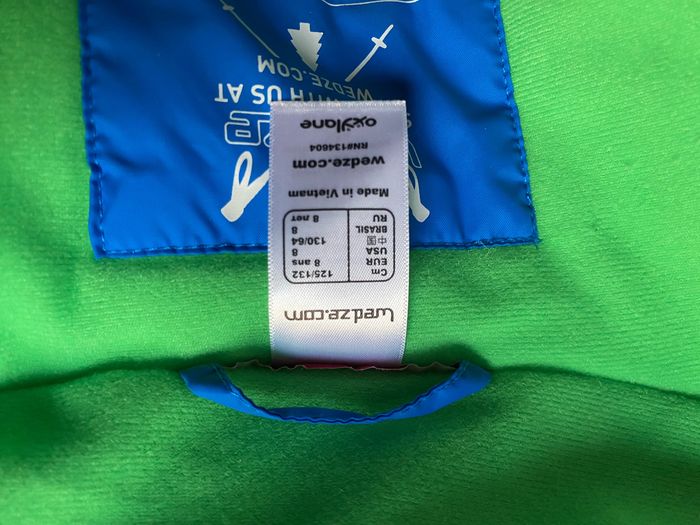 wedze.com
Cm 125/132
EUR 8 ans
USA 8
中国 130/64
BRASIL 8
RU 8 лет
Made in Vietnam
wedze.com
RN#134604
oxylane
US AT
WEDZE.COM